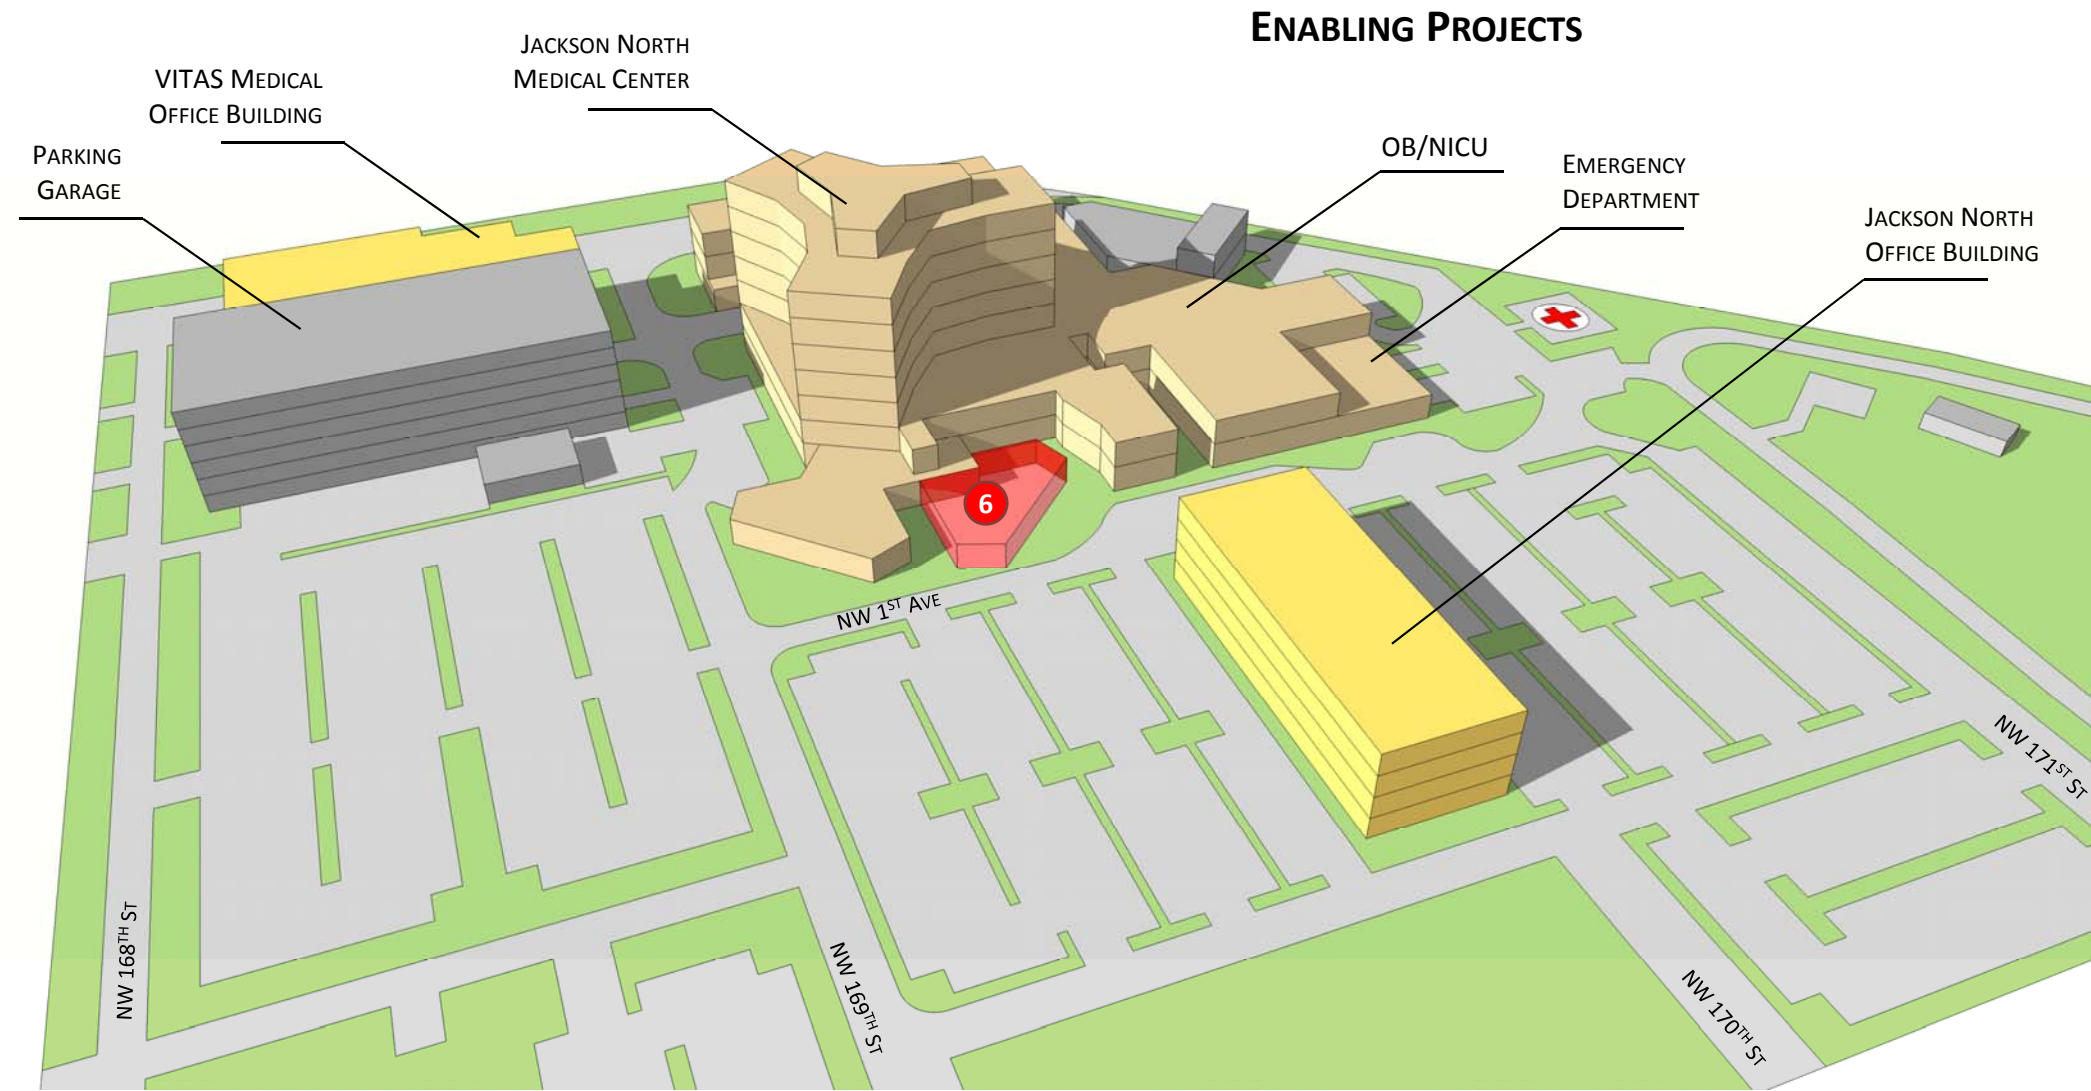 ENABLING PROJECTS
JACKSON NORTH
MEDICAL CENTER
VITAS MEDICAL
OFFICE BUILDING
PARKING
GARAGE
OB/NICU
EMERGENCY
DEPARTMENT
JACKSON NORTH
OFFICE BUILDING
6
NW 1ST AVE
NW 171ST ST
NW 168TH ST
NW 169TH ST
NW 170TH ST